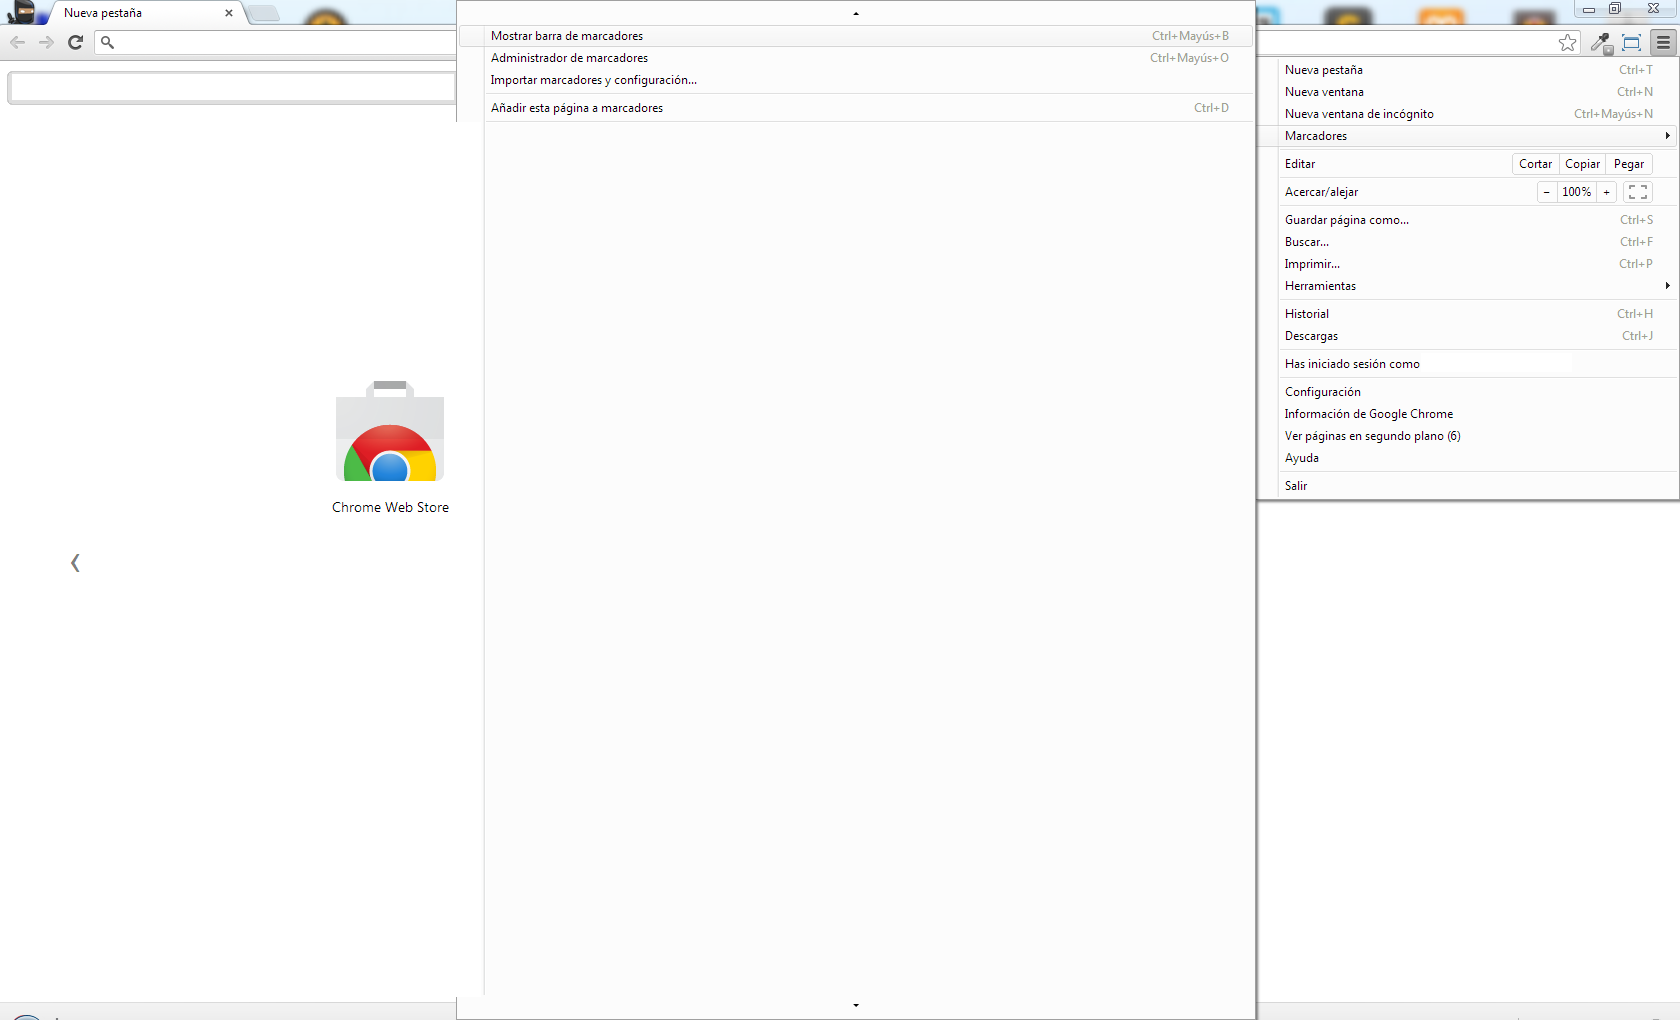 Nueva pestaña
Mostrar barra de marcadores Ctrl+Mayús+B
Administrador de marcadores Ctrl+Mayús+O
Importar marcadores y configuración...
Añadir esta página a marcadores Ctrl+D
Nueva pestaña Ctrl+T
Nueva ventana Ctrl+N
Nueva ventana de incógnito Ctrl+Mayús+N
Marcadores
Editar Cortar Copiar Pegar
Acercar/alejar − 100% +
Guardar página como... Ctrl+S
Buscar... Ctrl+F
Imprimir... Ctrl+P
Herramientas
Historial Ctrl+H
Descargas Ctrl+J
Has iniciado sesión como
Configuración
Información de Google Chrome
Ver páginas en segundo plano (6)
Ayuda
Salir
Chrome Web Store